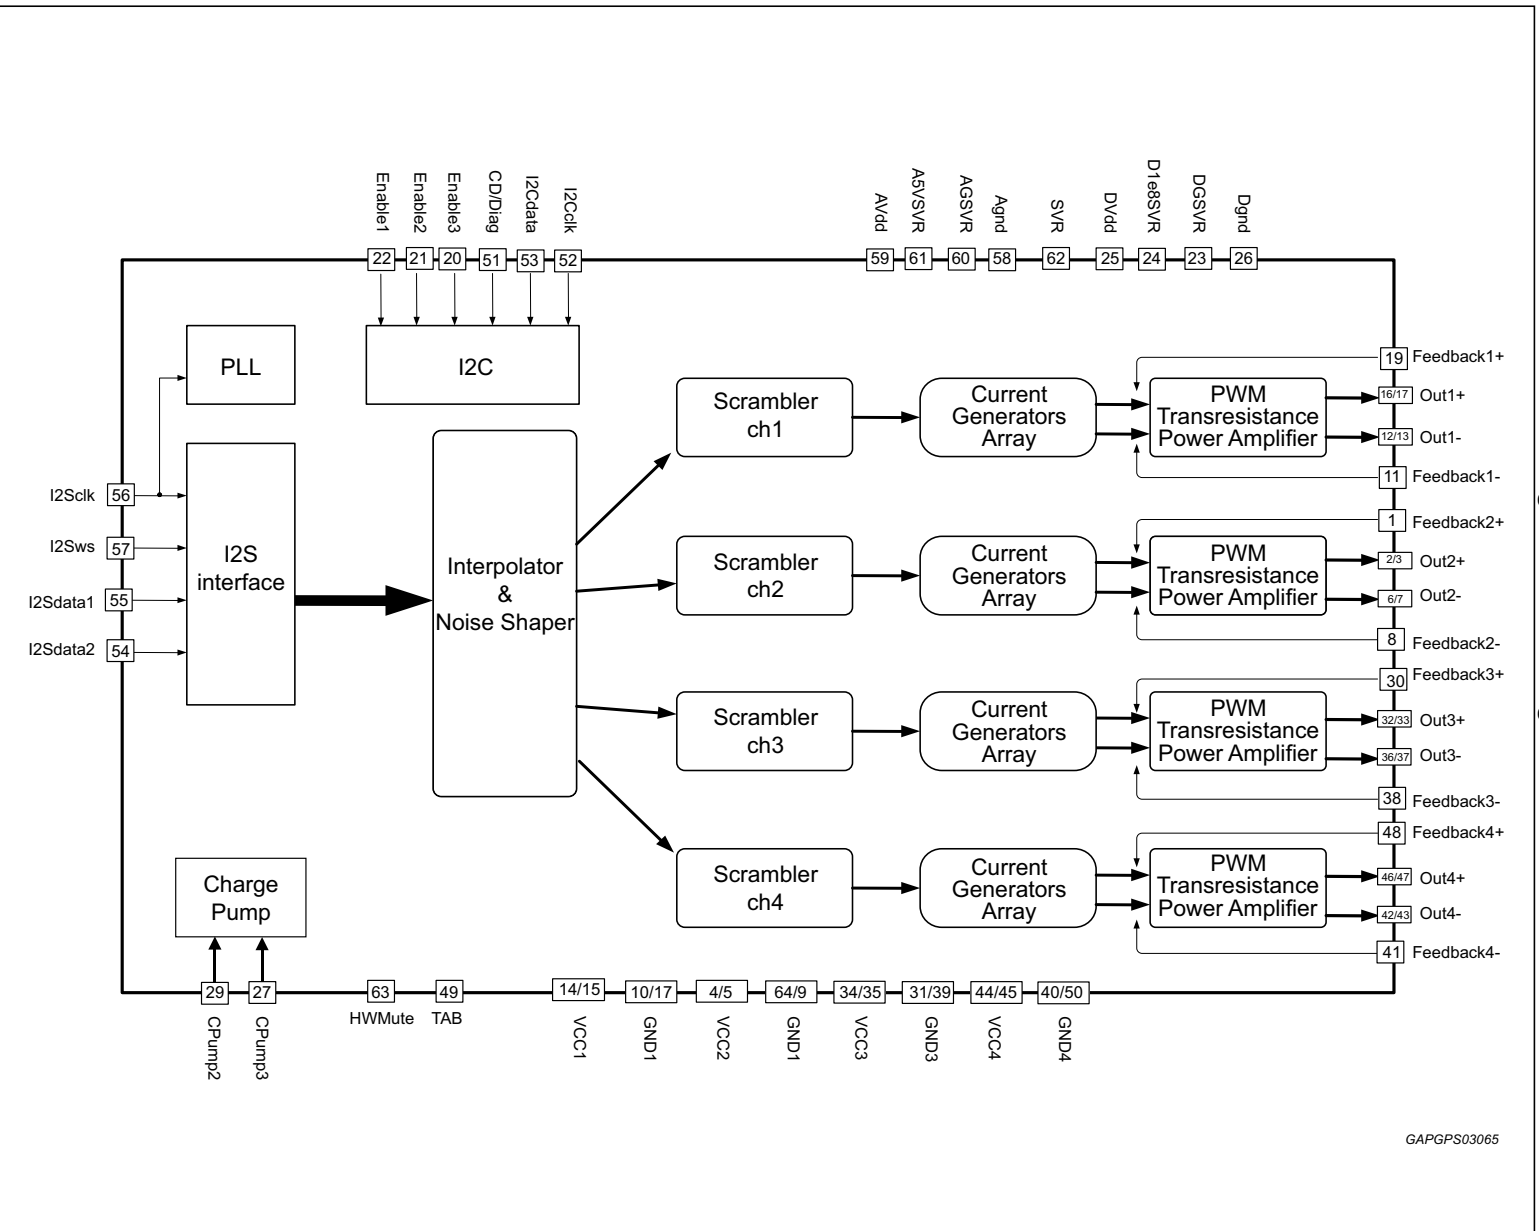 Enable1
Enable2
Enable3
CD/Diag
I2Cdata
I2Cclk
AVdd
A5VSVR
AGSVR
Agnd
SVR
DVdd
D1e8SVR
DGSVR
Dgnd
22
21
20
51
53
52
59
61
60
58
62
25
24
23
26
PLL
I2C
I2Sclk
56
I2Sws
57
I2Sdata1
55
I2Sdata2
54
I2S
interface
Interpolator
&
Noise Shaper
Scrambler
ch1
Current
Generators
Array
PWM
Transresistance
Power Amplifier
19
Feedback1+
16/17
Out1+
12/13
Out1-
11
Feedback1-
Scrambler
ch2
Current
Generators
Array
PWM
Transresistance
Power Amplifier
1
Feedback2+
2/3
Out2+
6/7
Out2-
8
Feedback2-
Scrambler
ch3
Current
Generators
Array
PWM
Transresistance
Power Amplifier
30
Feedback3+
32/33
Out3+
36/37
Out3-
38
Feedback3-
Scrambler
ch4
Current
Generators
Array
PWM
Transresistance
Power Amplifier
48
Feedback4+
46/47
Out4+
42/43
Out4-
41
Feedback4-
Charge
Pump
29
27
63
49
14/15
10/17
4/5
64/9
34/35
31/39
44/45
40/50
CPump2
CPump3
HWMute
TAB
VCC1
GND1
VCC2
GND1
VCC3
GND3
VCC4
GND4
GAPGPS03065